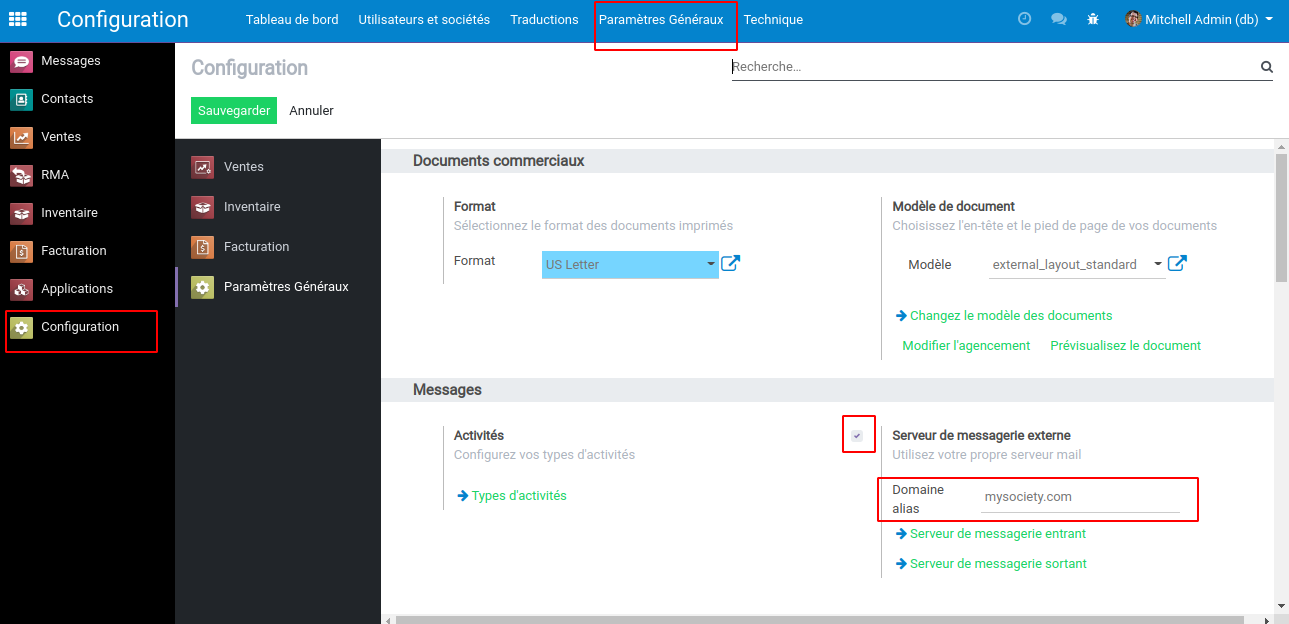 Configuration
Tableau de bord
Utilisateurs et sociétés
Traductions
Paramètres Généraux
Technique
Mitchell Admin (db)
Messages
Contacts
Ventes
RMA
Inventaire
Facturation
Applications
Configuration
Configuration
Recherche...
Sauvegarder
Annuler
Ventes
Inventaire
Facturation
Paramètres Généraux
Documents commerciaux
Format
Sélectionnez le format des documents imprimés
Format
US Letter
Modèle de document
Choisissez l'en-tête et le pied de page de vos documents
Modèle
external_layout_standard
Changez le modèle des documents
Modifier l'agencement
Prévisualisez le document
Messages
Activités
Configurez vos types d'activités
Types d'activités
Serveur de messagerie externe
Utilisez votre propre serveur mail
Domaine
alias
mysociety.com
Serveur de messagerie entrant
Serveur de messagerie sortant